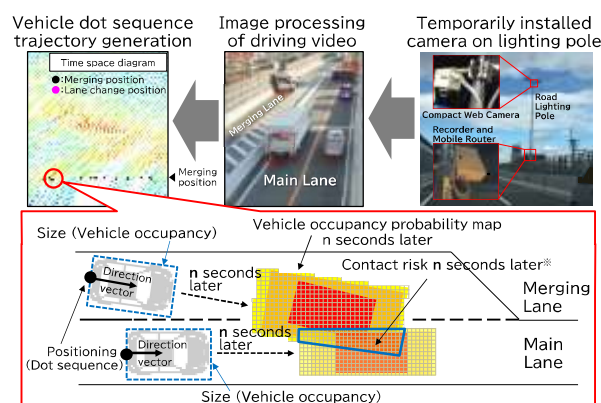 Vehicle dot sequence
trajectory generation
Image processing
of driving video
Temporarily installed
camera on lighting pole
Time space diagram
●:Merging position
●:Lane change position
Merging
position
Merging Lane
Main Lane
Compact Web Camera
Road
Lighting
Pole
Recorder and
Mobile Router
Size (Vehicle occupancy)
Vehicle occupancy probability map
n seconds later
Contact risk n seconds later※
Direction
vector
n seconds
later
Merging
Lane
n seconds
later
Main
Lane
Direction
vector
Positioning
(Dot sequence)
Size (Vehicle occupancy)